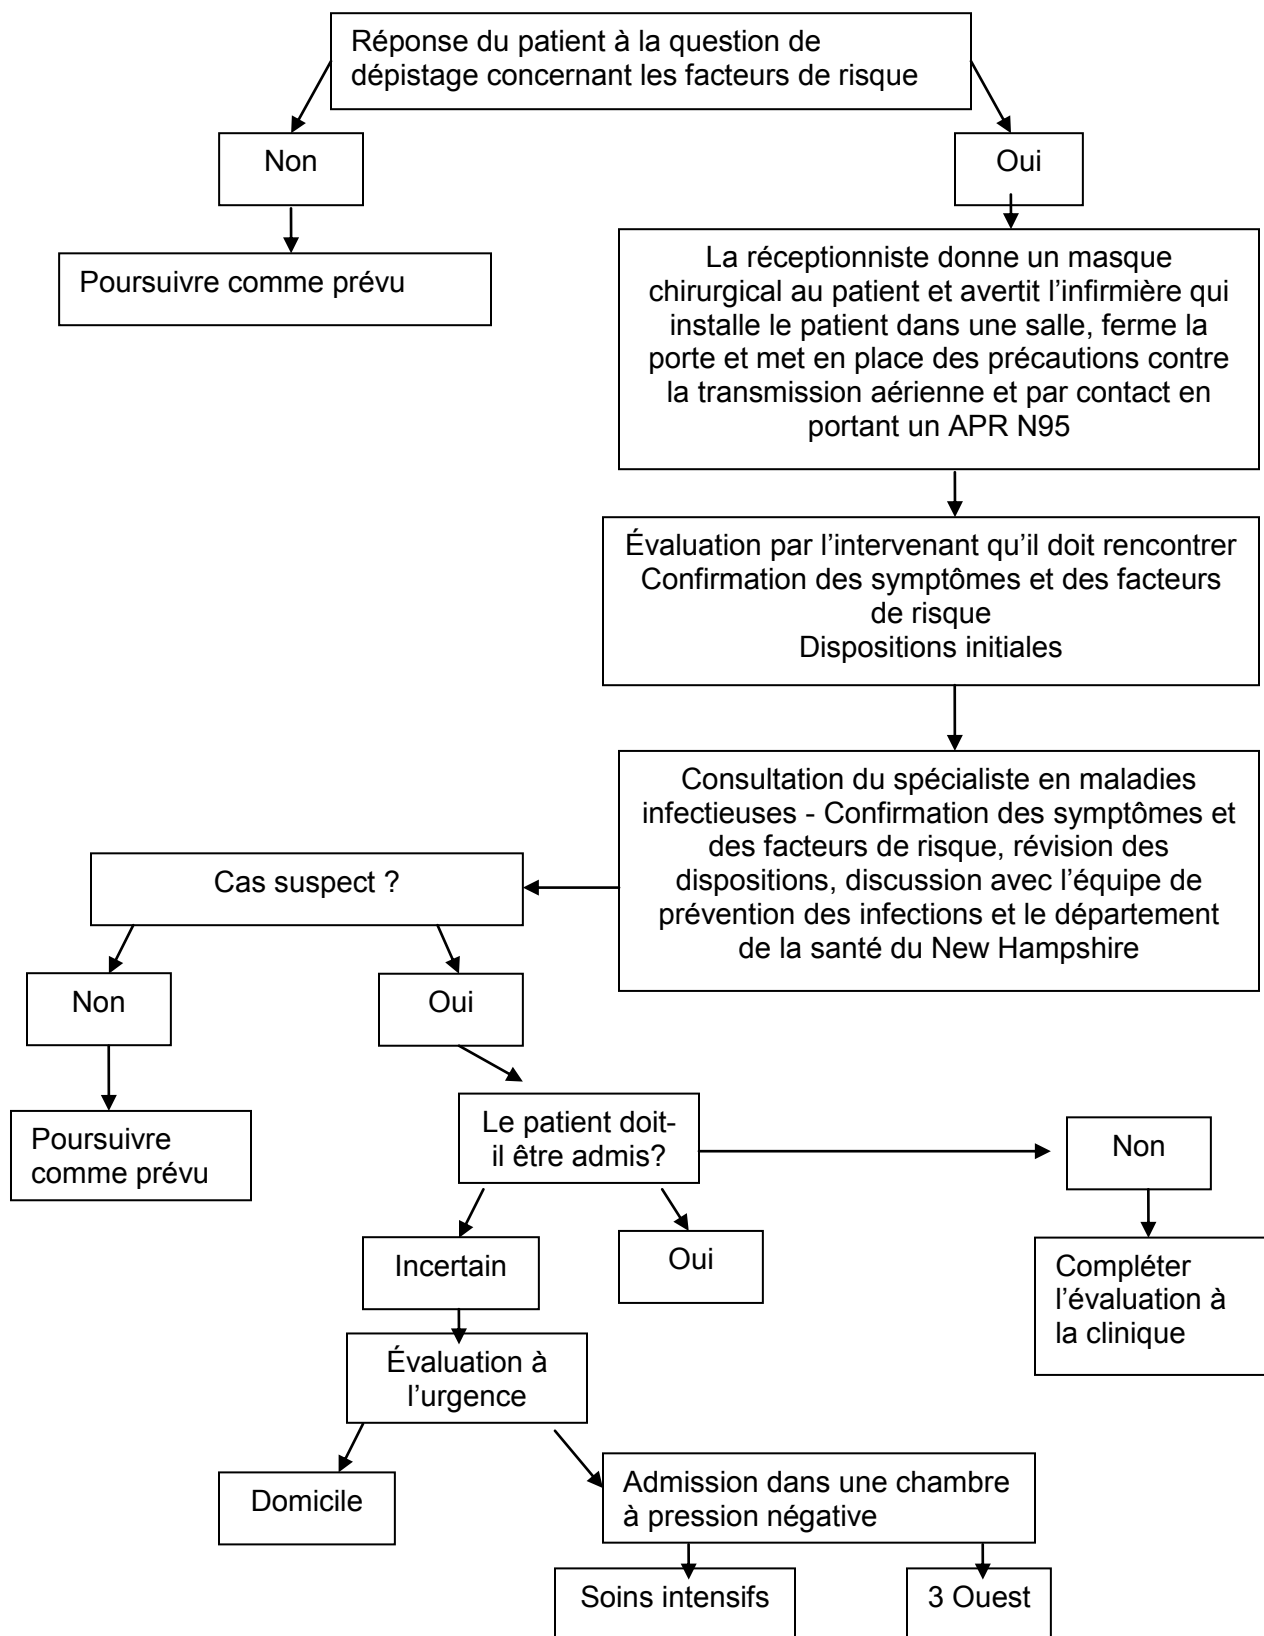 Réponse du patient à la question de
dépistage concernant les facteurs de risque
Non
Oui
Poursuivre comme prévu
La réceptionniste donne un masque
chirurgical au patient et avertit l’infirmière qui
installe le patient dans une salle, ferme la
porte et met en place des précautions contre
la transmission aérienne et par contact en
portant un APR N95
Évaluation par l’intervenant qu’il doit rencontrer
Confirmation des symptômes et des facteurs
de risque
Dispositions initiales
Consultation du spécialiste en maladies
infectieuses - Confirmation des symptômes et
des facteurs de risque, révision des
dispositions, discussion avec l’équipe de
prévention des infections et le département
de la santé du New Hampshire
Cas suspect ?
Non
Oui
Poursuivre
comme prévu
Le patient doit-
il être admis?
Non
Incertain
Oui
Compléter
l’évaluation à
la clinique
Évaluation à
l’urgence
Domicile
Admission dans une chambre
à pression négative
Soins intensifs
3 Ouest